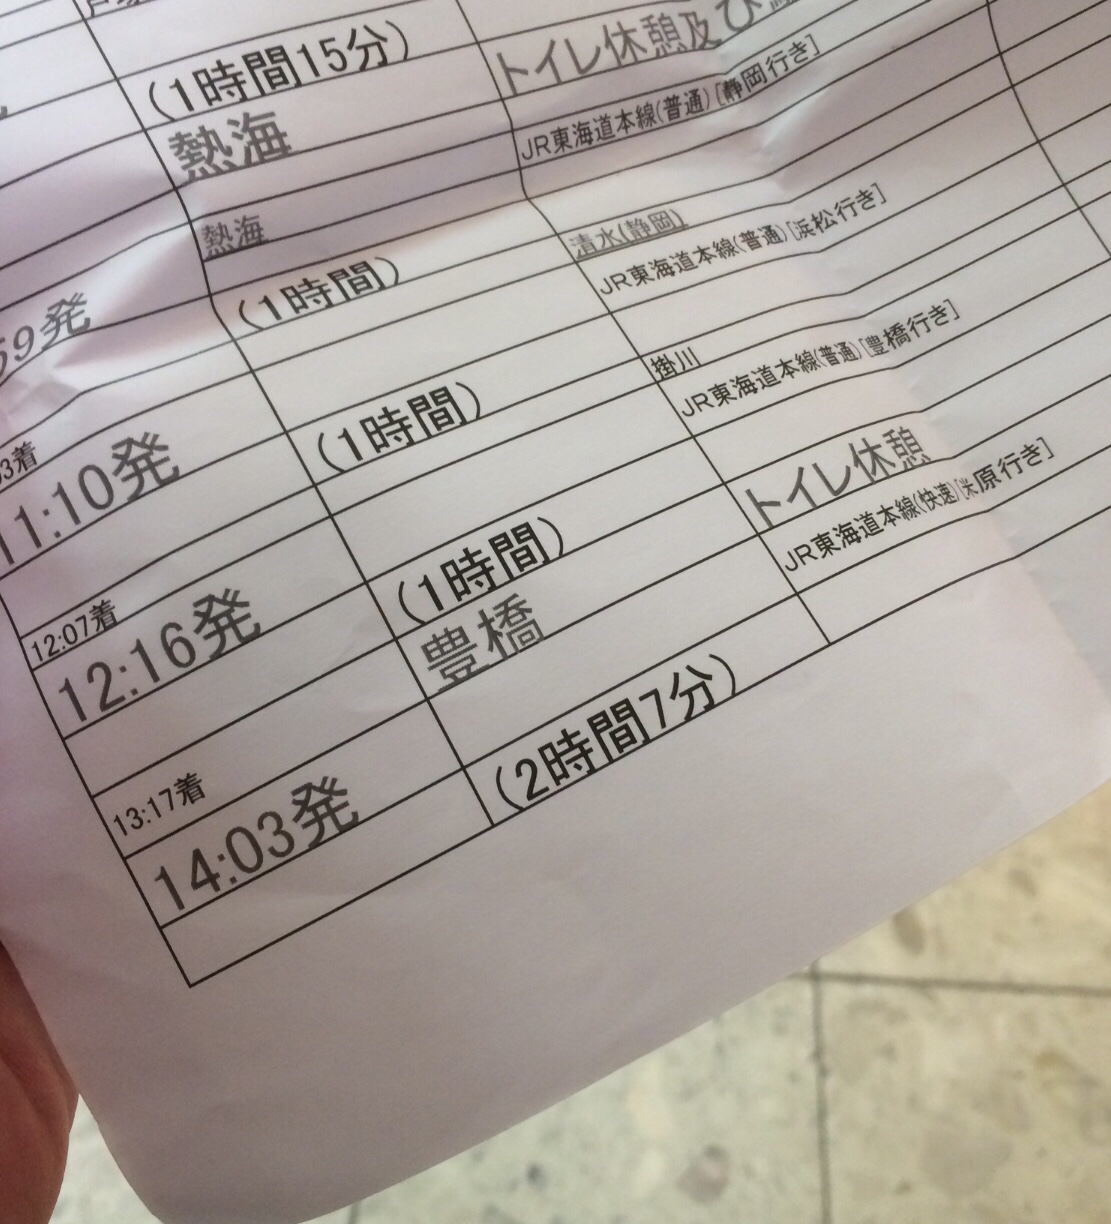 (1時間15分)
熱海 トイレ休憩及び
59発 熱海 JR東海道本線(普通)[静岡行き]
(1時間)
3着 清水(静岡)
11:10発 JR東海道本線(普通)[浜松行き]
(1時間)
12:07着 掛川
12:16発 JR東海道本線(普通)[豊橋行き]
(1時間)
13:17着 豊橋 トイレ休憩
14:03発 JR東海道本線(快速)[米原行き]
(2時間7分)